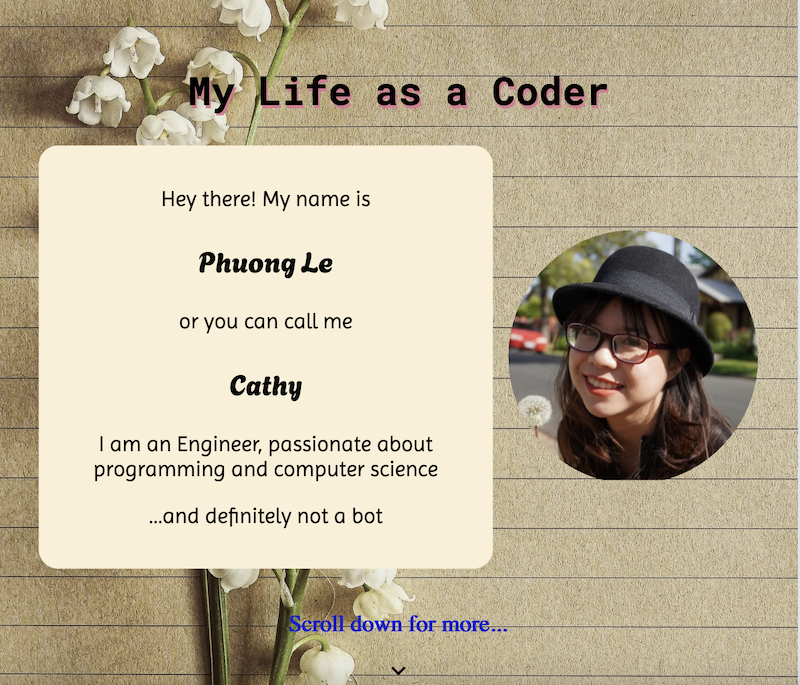 My Life as a Coder
Hey there! My name is
Phuong Le
or you can call me
Cathy
I am an Engineer, passionate about
programming and computer science
...and definitely not a bot
Scroll down for more...